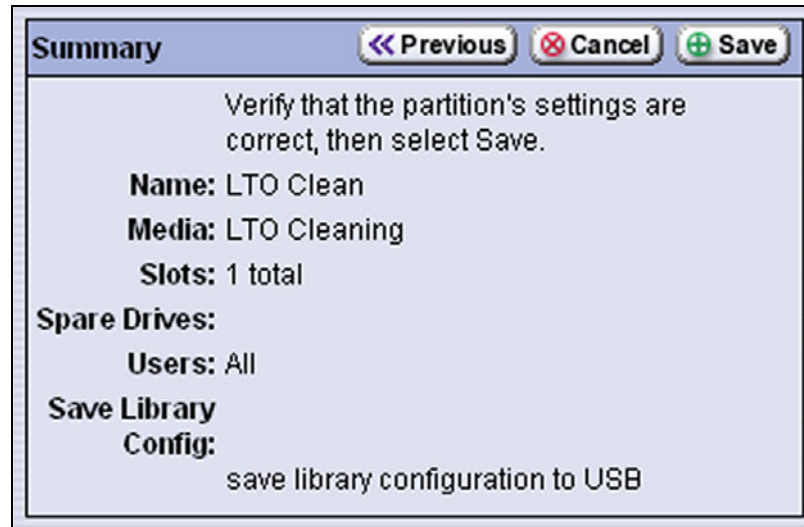 Summary Previous Cancel Save
Verify that the partition's settings are
correct, then select Save.
Name: LTO Clean
Media: LTO Cleaning
Slots: 1 total
Spare Drives:
Users: All
Save Library
Config:
save library configuration to USB